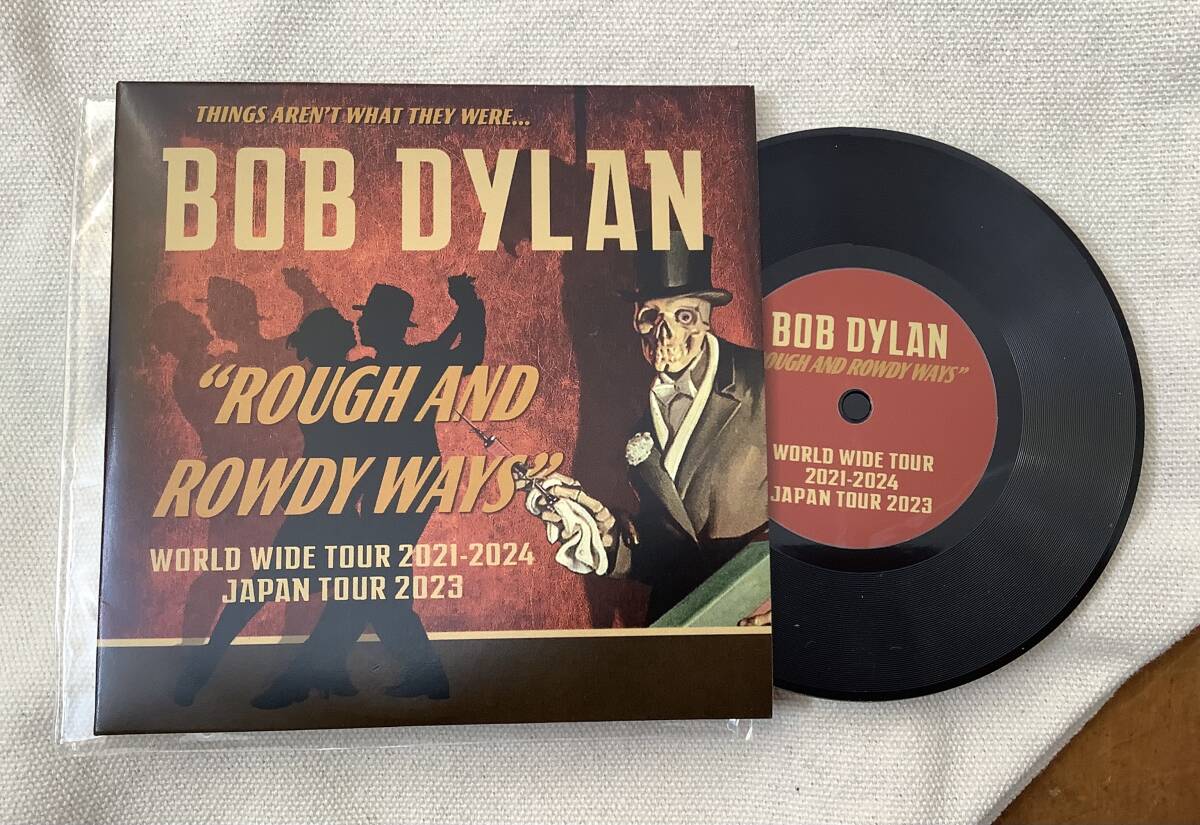 THINGS AREN'T WHAT THEY WERE...
BOB DYLAN
"ROUGH AND
ROWDY WAYS"
WORLD WIDE TOUR 2021-2024
JAPAN TOUR 2023
BOB DYLAN
OUGH AND ROWDY WAYS"
WORLD WIDE TOUR
2021-2024
JAPAN TOUR 2023